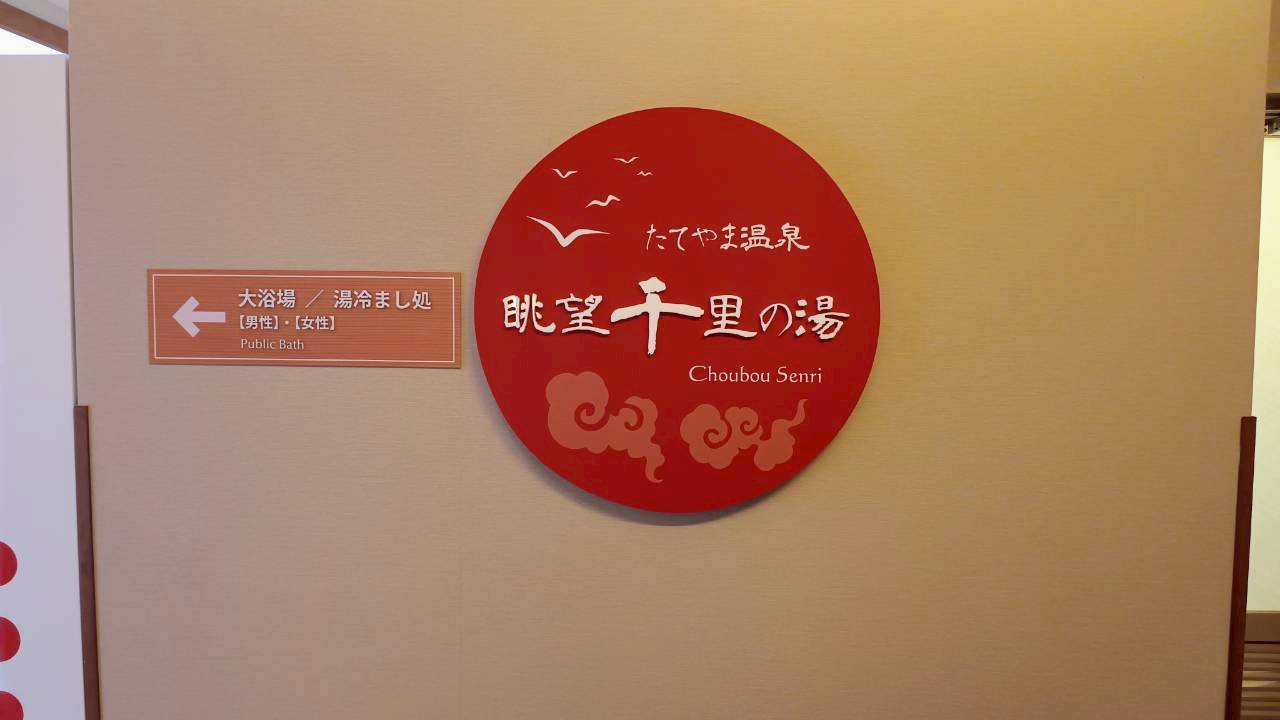 大浴場 ／ 湯冷まし処
【男性】・【女性】
Public Bath
たてやま温泉
眺望千里の湯
Choubou Senri